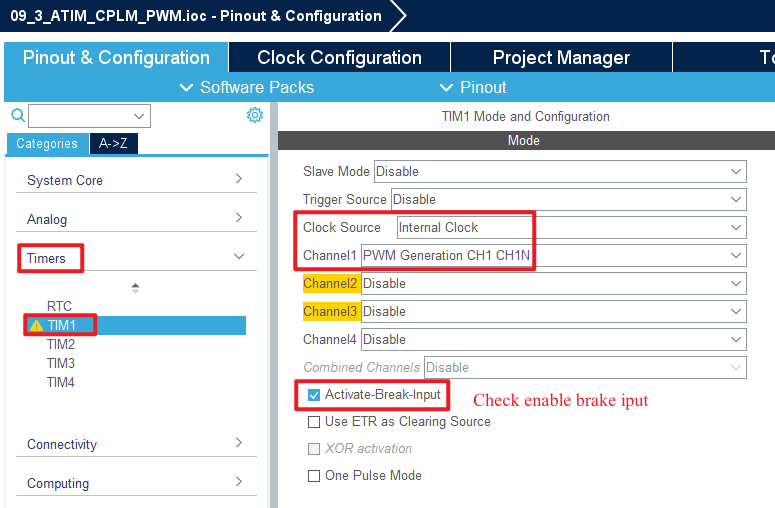 09_3_ATIM_CPLM_PWM.ioc - Pinout & Configuration
Pinout & Configuration
Clock Configuration
Project Manager
To
Software Packs
Pinout
Categories
A->Z
System Core
Analog
Timers
RTC
TIM1
TIM2
TIM3
TIM4
Connectivity
Computing
TIM1 Mode and Configuration
Mode
Slave Mode Disable
Trigger Source Disable
Clock Source Internal Clock
Channel1 PWM Generation CH1 CH1N
Channel2 Disable
Channel3 Disable
Channel4 Disable
Combined Channels Disable
Activate-Break-Input
Check enable brake iput
Use ETR as Clearing Source
XOR activation
One Pulse Mode